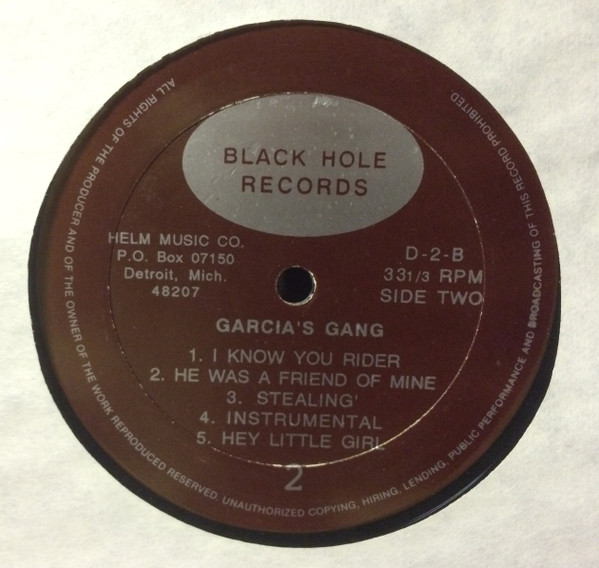 BLACK HOLE
RECORDS
HELM MUSIC CO.
P.O. Box 07150
Detroit, Mich.
48207
D-2-B
331/3 RPM
SIDE TWO
GARCIA'S GANG
1. I KNOW YOU RIDER
2. HE WAS A FRIEND OF MINE
3. STEALING'
4. INSTRUMENTAL
5. HEY LITTLE GIRL
2
ALL RIGHTS OF THE PRODUCER AND OF THE OWNER OF THE WORK REPRODUCED RESERVED. UNAUTHORIZED COPYING, HIRING, LENDING, PUBLIC PERFORMANCE AND BROADCASTING OF THIS RECORD PROHIBITED.